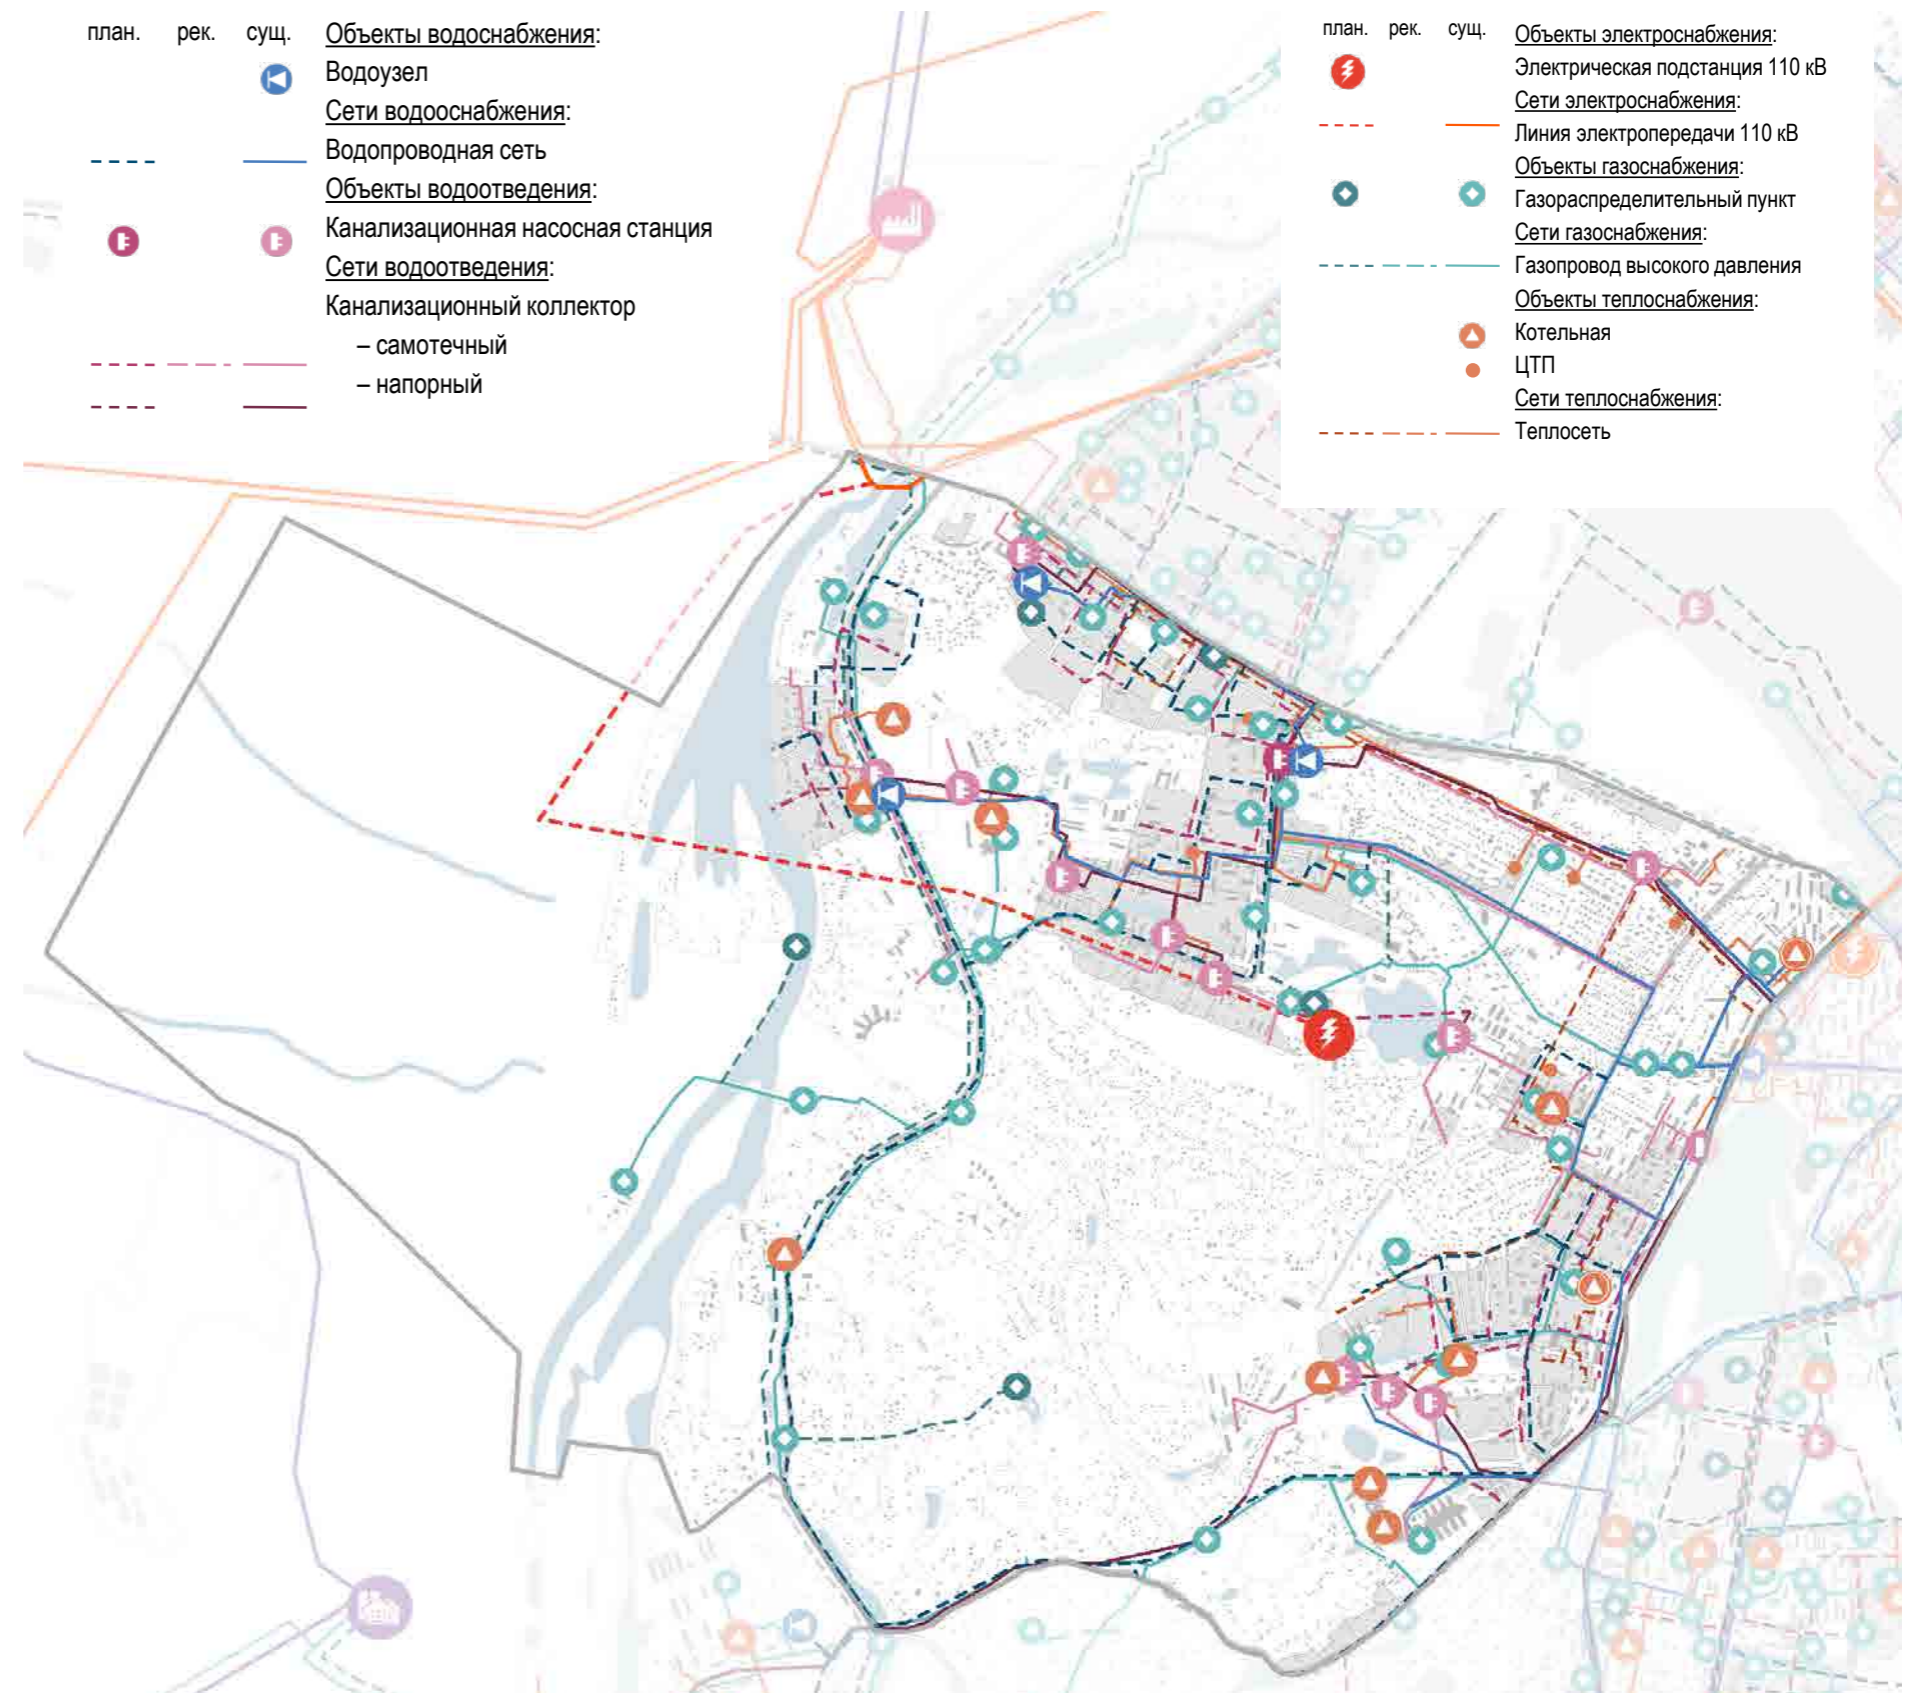 план. рек. сущ. Объекты водоснабжения:
Водоузел
Сети водооснабжения:
Водопроводная сеть
Объекты водоотведения:
Канализационная насосная станция
Сети водоотведения:
Канализационный коллектор
– самотечный
– напорный
план. рек. сущ. Объекты электроснабжения:
Электрическая подстанция 110 кВ
Сети электроснабжения:
Линия электропередачи 110 кВ
Объекты газоснабжения:
Газораспределительный пункт
Сети газоснабжения:
Газопровод высокого давления
Объекты теплоснабжения:
Котельная
ЦТП
Сети теплоснабжения:
Теплосеть